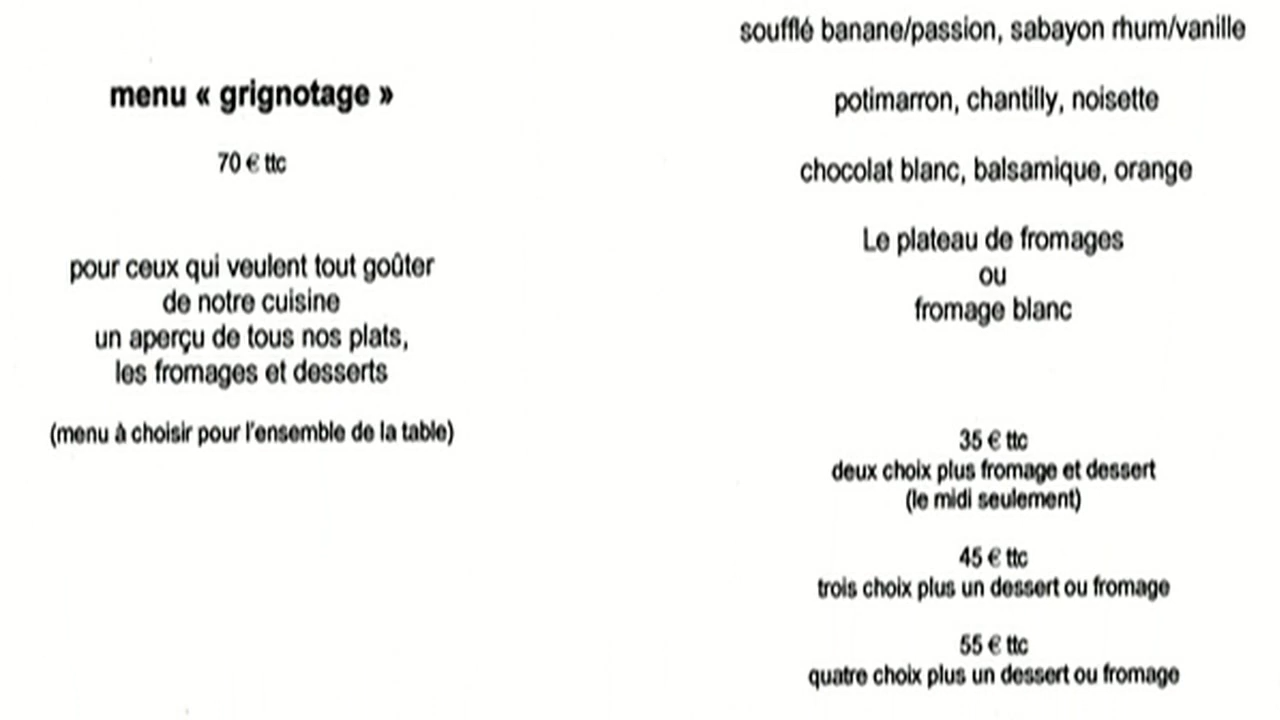 menu « grignotage »
70 € ttc
pour ceux qui veulent tout goûter
de notre cuisine
un aperçu de tous nos plats,
les fromages et desserts
(menu à choisir pour l'ensemble de la table)
soufflé banane/passion, sabayon rhum/vanille
potimarron, chantilly, noisette
chocolat blanc, balsamique, orange
Le plateau de fromages
ou
fromage blanc
35 € ttc
deux choix plus fromage et dessert
(le midi seulement)
45 € ttc
trois choix plus un dessert ou fromage
55 € ttc
quatre choix plus un dessert ou fromage